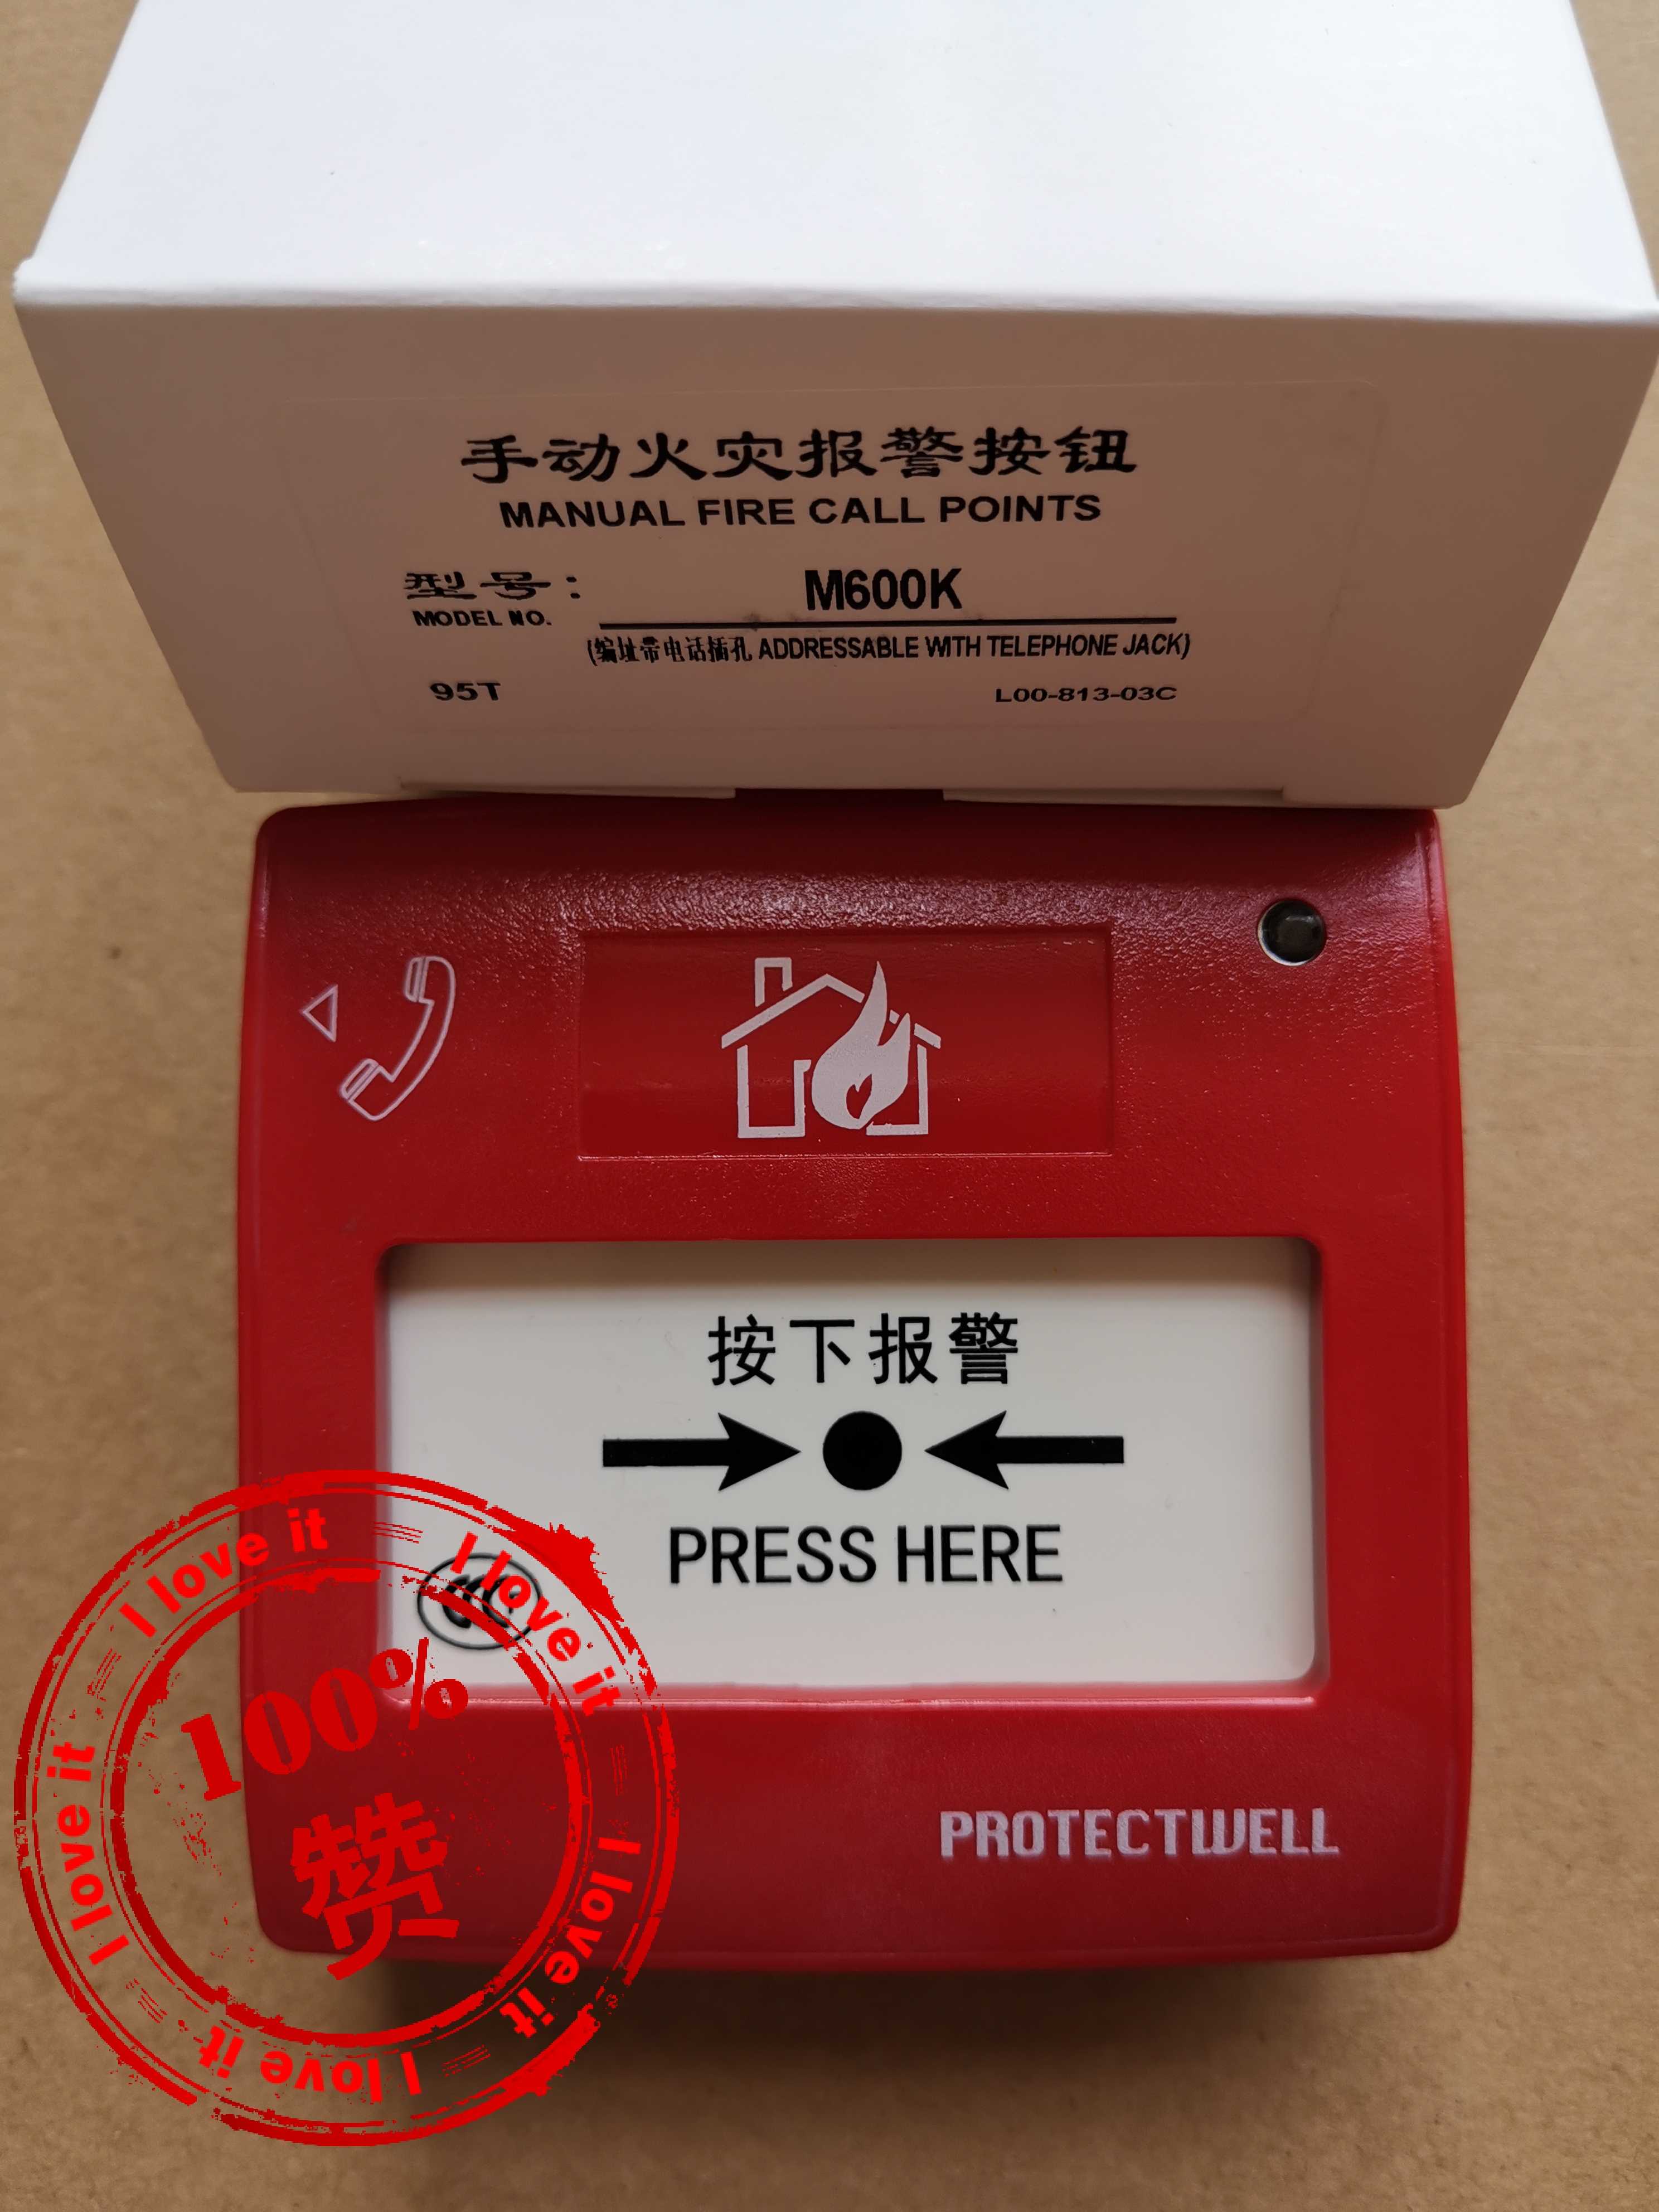 手动火灾报警按钮
MANUAL FIRE CALL POINTS
型号: M600K
MODEL NO.
(编址带电话插孔 ADDRESSABLE WITH TELEPHONE JACK)
95T L00-813-03C
按下报警
PRESS HERE
PROTECTWELL
I love it I love it I love it I love it I love it I love it
100%
赞